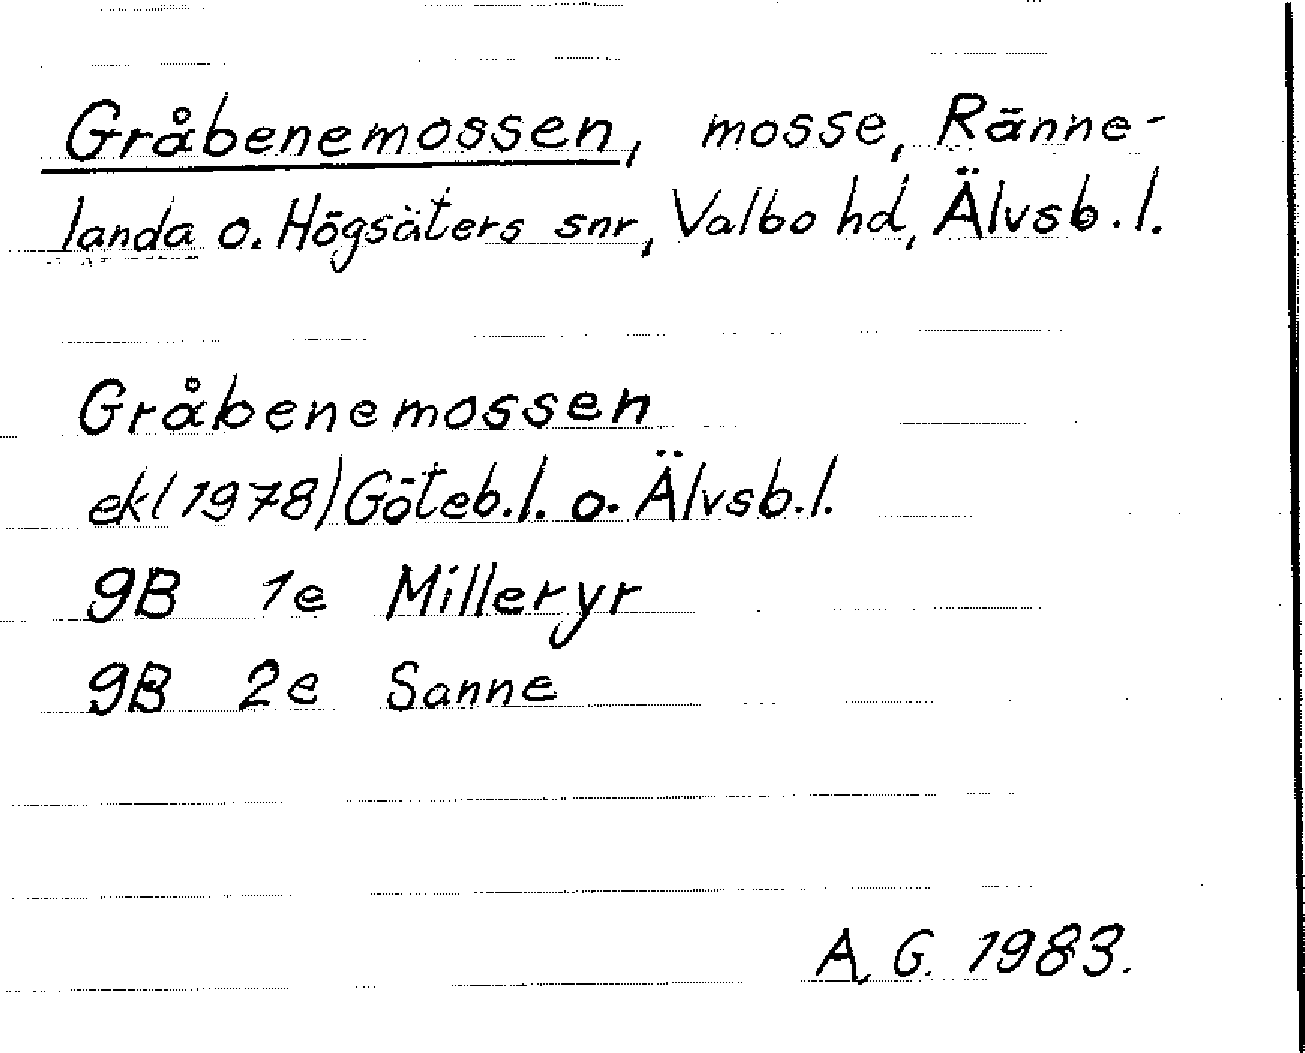 Gråbenemossen, mosse, Ränne-
landa o. Högsäters snr, Valbo hd, Älvsb. l.
Gråbenemossen
ek (1978) Göteb. l. o. Älvsb. l.
9B 1e Milleryr
9B 2e Sanne
A. G. 1983.